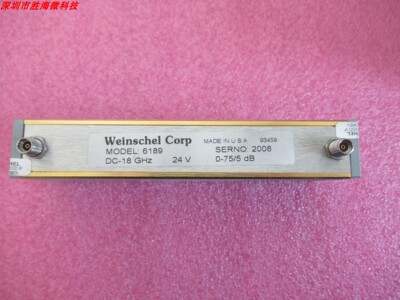 深圳市胜海微科技
Weinschel Corp MADE IN U S A 93459
MODEL: 6189 SERNO: 2008
DC-18 GHz 24 V 0-75/5 dB